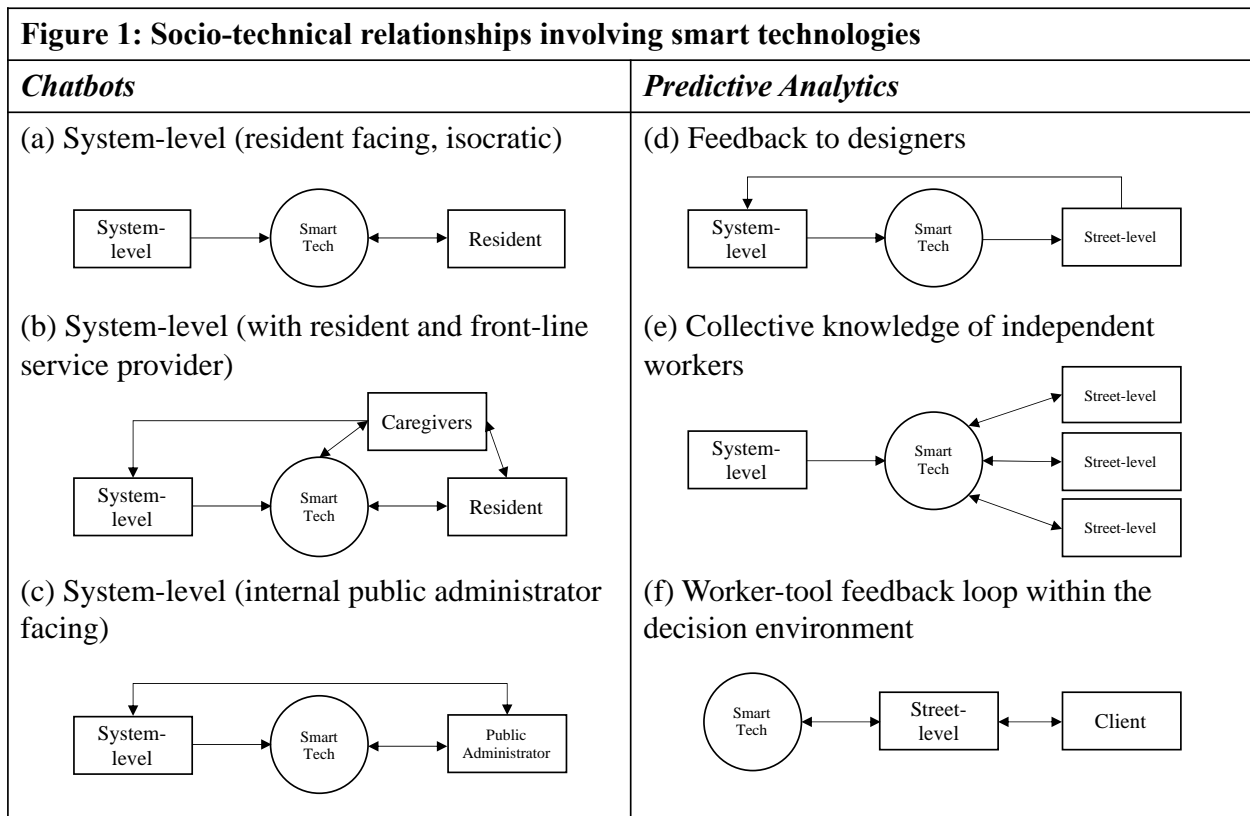 Figure 1: Socio-technical relationships involving smart technologies
Chatbots
(a) System-level (resident facing, isocratic)
System-
level
Smart
Tech
Resident
(b) System-level (with resident and front-line
service provider)
Caregivers
System-
level
Smart
Tech
Resident
(c) System-level (internal public administrator
facing)
System-
level
Smart
Tech
Public
Administrator
Predictive Analytics
(d) Feedback to designers
System-
level
Smart
Tech
Street-level
(e) Collective knowledge of independent
workers
System-
level
Smart
Tech
Street-level
Street-level
Street-level
(f) Worker-tool feedback loop within the
decision environment
Smart
Tech
Street-
level
Client